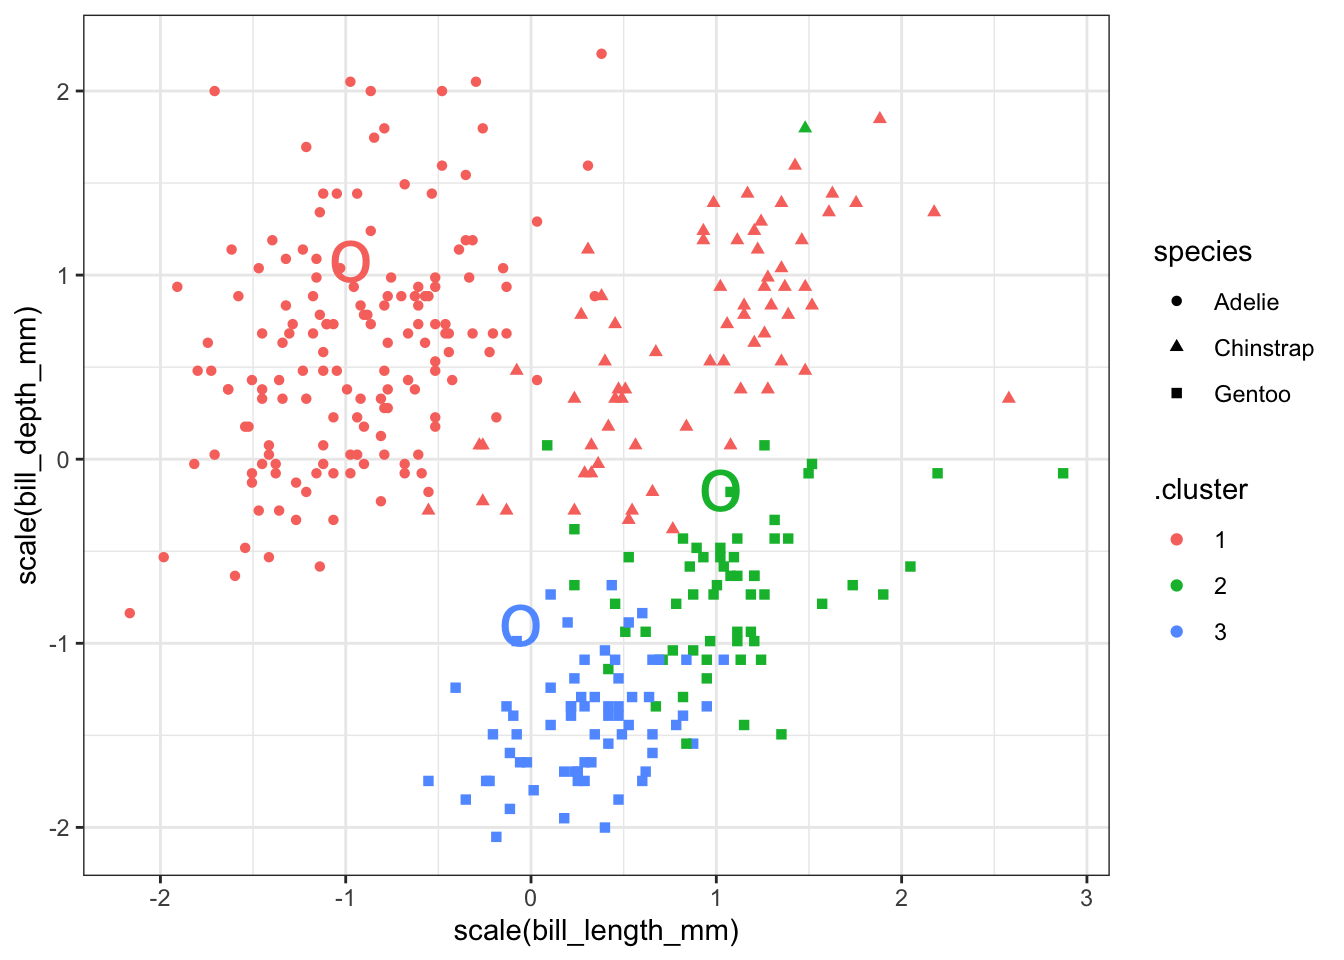 2
1
0
-1
-2
scale(bill_depth_mm)
O
O
O
-2 -1 0 1 2 3
scale(bill_length_mm)
species
Adelie
Chinstrap
Gentoo
.cluster
1
2
3